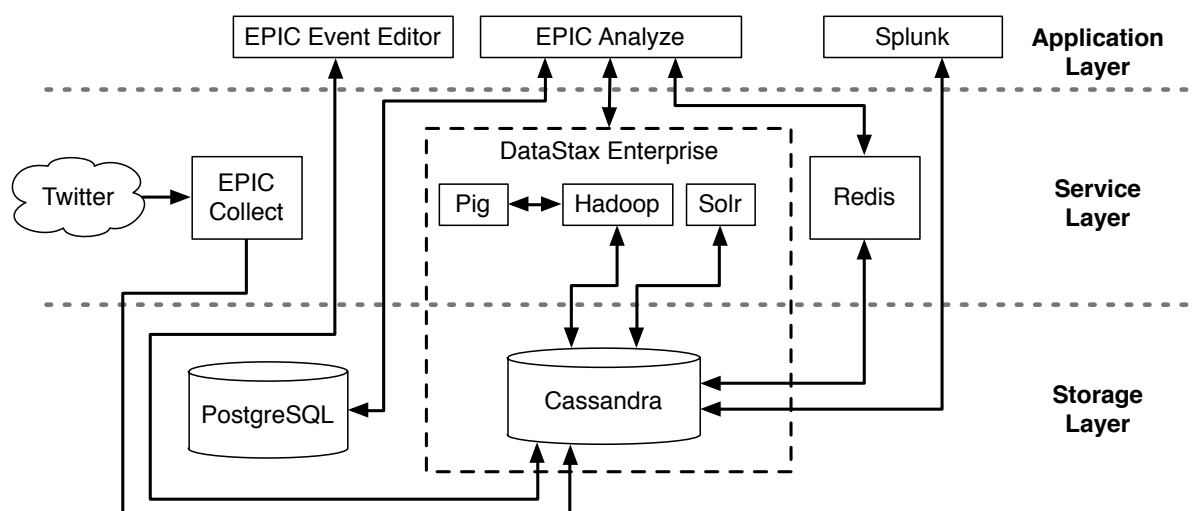 EPIC Event Editor
EPIC Analyze
Splunk
Application
Layer
DataStax Enterprise
Twitter
EPIC
Collect
Pig
Hadoop
Solr
Redis
Service
Layer
PostgreSQL
Cassandra
Storage
Layer